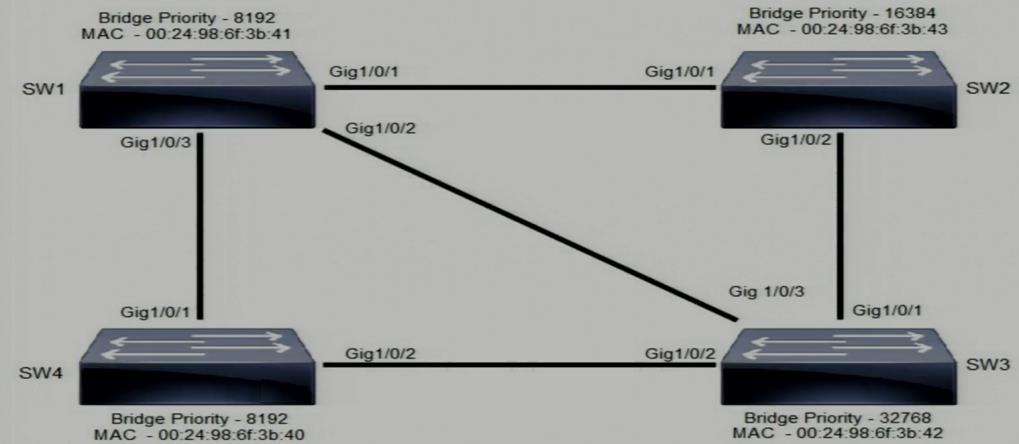 Bridge Priority - 8192
MAC - 00:24:98:6f:3b:41
Bridge Priority - 16384
MAC - 00:24:98:6f:3b:43
SW1
Gig1/0/1
Gig1/0/1
SW2
Gig1/0/2
Gig1/0/3
Gig1/0/2
Gig 1/0/3
Gig1/0/1
Gig1/0/1
SW4
Gig1/0/2
Gig1/0/2
SW3
Bridge Priority - 8192
MAC - 00:24:98:6f:3b:40
Bridge Priority - 32768
MAC - 00:24:98:6f:3b:42